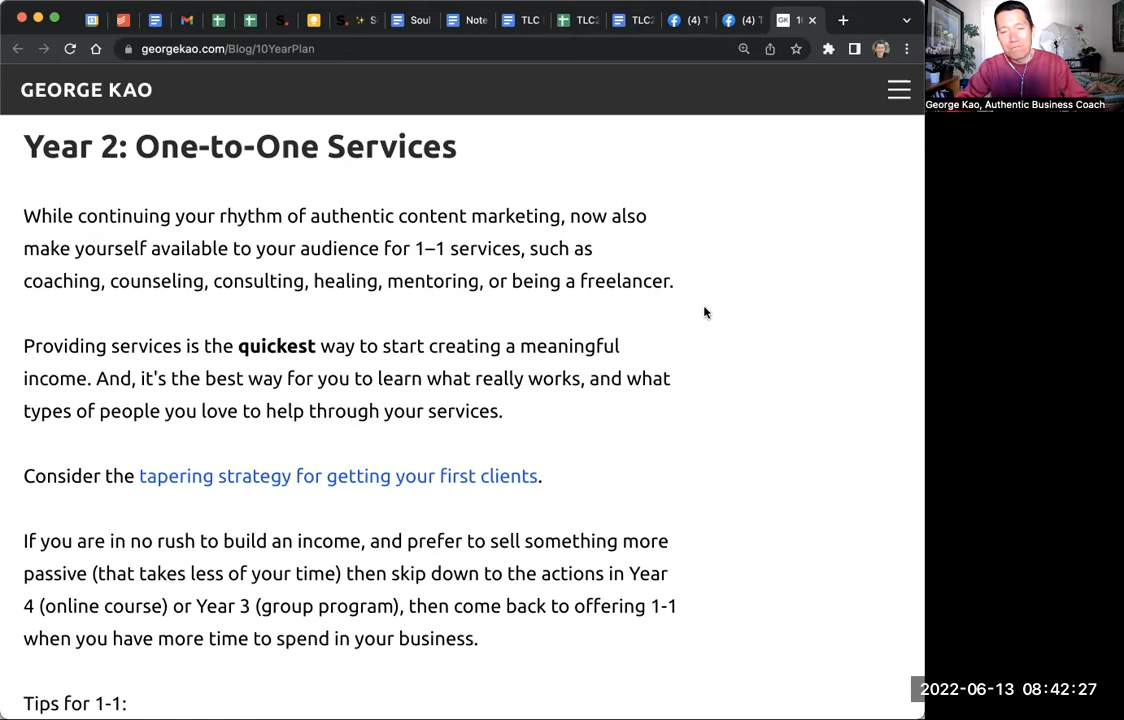 Soul
Note
TLC
TLC2
TLC2
(4) T
(4) T
GK
georgekao.com/Blog/10YearPlan
GEORGE KAO
George Kao, Authentic Business Coach
Year 2: One-to-One Services
While continuing your rhythm of authentic content marketing, now also
make yourself available to your audience for 1–1 services, such as
coaching, counseling, consulting, healing, mentoring, or being a freelancer.
Providing services is the quickest way to start creating a meaningful
income. And, it's the best way for you to learn what really works, and what
types of people you love to help through your services.
Consider the tapering strategy for getting your first clients.
If you are in no rush to build an income, and prefer to sell something more
passive (that takes less of your time) then skip down to the actions in Year
4 (online course) or Year 3 (group program), then come back to offering 1-1
when you have more time to spend in your business.
Tips for 1-1:
2022-06-13 08:42:27